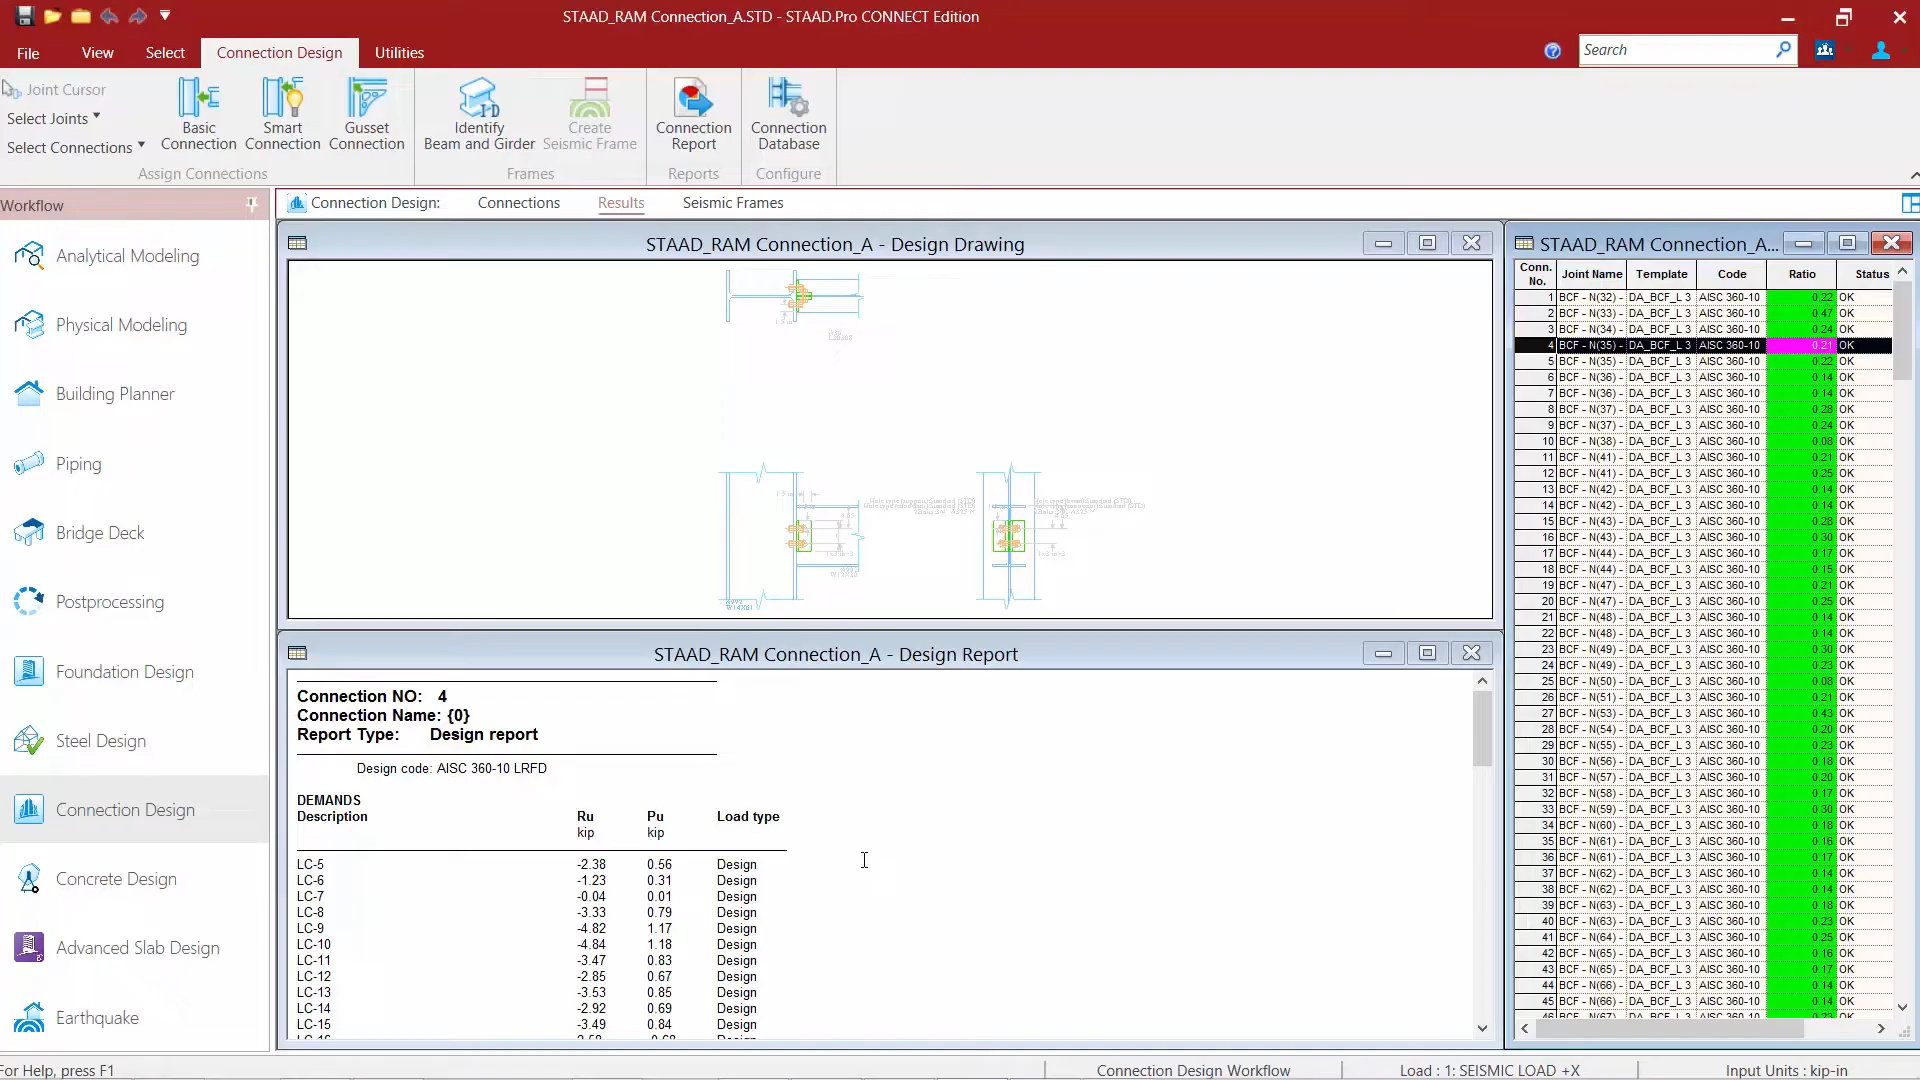 STAAD_RAM Connection_A.STD - STAAD.Pro CONNECT Edition
File View Select Connection Design Utilities
Search
Joint Cursor
Select Joints
Select Connections
Basic Connection
Smart Connection
Gusset Connection
Identify Beam and Girder
Create Seismic Frame
Connection Report
Connection Database
Assign Connections Frames Reports Configure
Workflow
Connection Design: Connections Results Seismic Frames
Analytical Modeling
Physical Modeling
Building Planner
Piping
Bridge Deck
Postprocessing
Foundation Design
Steel Design
Connection Design
Concrete Design
Advanced Slab Design
Earthquake
STAAD_RAM Connection_A - Design Drawing
STAAD_RAM Connection_A - Design Report
Connection NO: 4
Connection Name: {0}
Report Type: Design report
Design code: AISC 360-10 LRFD
DEMANDS
Description Ru Pu Load type
kip kip
LC-5 -2.38 0.56 Design
LC-6 -1.23 0.31 Design
LC-7 -0.04 0.01 Design
LC-8 -3.33 0.79 Design
LC-9 -4.82 1.17 Design
LC-10 -4.84 1.18 Design
LC-11 -3.47 0.83 Design
LC-12 -2.85 0.67 Design
LC-13 -3.53 0.85 Design
LC-14 -2.92 0.69 Design
LC-15 -3.49 0.84 Design
STAAD_RAM Connection_A...
Conn. No. Joint Name Template Code Ratio Status
1 BCF - N(32) - DA_BCF_L 3 AISC 360-10 0.22 OK
2 BCF - N(33) - DA_BCF_L 3 AISC 360-10 0.47 OK
3 BCF - N(34) - DA_BCF_L 3 AISC 360-10 0.24 OK
4 BCF - N(35) - DA_BCF_L 3 AISC 360-10 0.21 OK
5 BCF - N(35) - DA_BCF_L 3 AISC 360-10 0.22 OK
6 BCF - N(36) - DA_BCF_L 3 AISC 360-10 0.14 OK
7 BCF - N(36) - DA_BCF_L 3 AISC 360-10 0.14 OK
8 BCF - N(37) - DA_BCF_L 3 AISC 360-10 0.28 OK
9 BCF - N(37) - DA_BCF_L 3 AISC 360-10 0.24 OK
10 BCF - N(38) - DA_BCF_L 3 AISC 360-10 0.08 OK
11 BCF - N(41) - DA_BCF_L 3 AISC 360-10 0.21 OK
12 BCF - N(41) - DA_BCF_L 3 AISC 360-10 0.25 OK
13 BCF - N(42) - DA_BCF_L 3 AISC 360-10 0.14 OK
14 BCF - N(42) - DA_BCF_L 3 AISC 360-10 0.14 OK
15 BCF - N(43) - DA_BCF_L 3 AISC 360-10 0.28 OK
16 BCF - N(43) - DA_BCF_L 3 AISC 360-10 0.30 OK
17 BCF - N(44) - DA_BCF_L 3 AISC 360-10 0.17 OK
18 BCF - N(44) - DA_BCF_L 3 AISC 360-10 0.15 OK
19 BCF - N(47) - DA_BCF_L 3 AISC 360-10 0.21 OK
20 BCF - N(47) - DA_BCF_L 3 AISC 360-10 0.25 OK
21 BCF - N(48) - DA_BCF_L 3 AISC 360-10 0.14 OK
22 BCF - N(48) - DA_BCF_L 3 AISC 360-10 0.14 OK
23 BCF - N(49) - DA_BCF_L 3 AISC 360-10 0.30 OK
24 BCF - N(49) - DA_BCF_L 3 AISC 360-10 0.23 OK
25 BCF - N(50) - DA_BCF_L 3 AISC 360-10 0.08 OK
26 BCF - N(51) - DA_BCF_L 3 AISC 360-10 0.21 OK
27 BCF - N(53) - DA_BCF_L 3 AISC 360-10 0.43 OK
28 BCF - N(54) - DA_BCF_L 3 AISC 360-10 0.20 OK
29 BCF - N(55) - DA_BCF_L 3 AISC 360-10 0.23 OK
30 BCF - N(56) - DA_BCF_L 3 AISC 360-10 0.18 OK
31 BCF - N(57) - DA_BCF_L 3 AISC 360-10 0.20 OK
32 BCF - N(58) - DA_BCF_L 3 AISC 360-10 0.17 OK
33 BCF - N(59) - DA_BCF_L 3 AISC 360-10 0.30 OK
34 BCF - N(60) - DA_BCF_L 3 AISC 360-10 0.18 OK
35 BCF - N(61) - DA_BCF_L 3 AISC 360-10 0.16 OK
36 BCF - N(61) - DA_BCF_L 3 AISC 360-10 0.17 OK
37 BCF - N(62) - DA_BCF_L 3 AISC 360-10 0.14 OK
38 BCF - N(62) - DA_BCF_L 3 AISC 360-10 0.14 OK
39 BCF - N(63) - DA_BCF_L 3 AISC 360-10 0.18 OK
40 BCF - N(63) - DA_BCF_L 3 AISC 360-10 0.23 OK
41 BCF - N(64) - DA_BCF_L 3 AISC 360-10 0.25 OK
42 BCF - N(65) - DA_BCF_L 3 AISC 360-10 0.16 OK
43 BCF - N(65) - DA_BCF_L 3 AISC 360-10 0.17 OK
44 BCF - N(66) - DA_BCF_L 3 AISC 360-10 0.14 OK
45 BCF - N(66) - DA_BCF_L 3 AISC 360-10 0.14 OK
For Help, press F1
Connection Design Workflow
Load : 1: SEISMIC LOAD +X
Input Units : kip-in